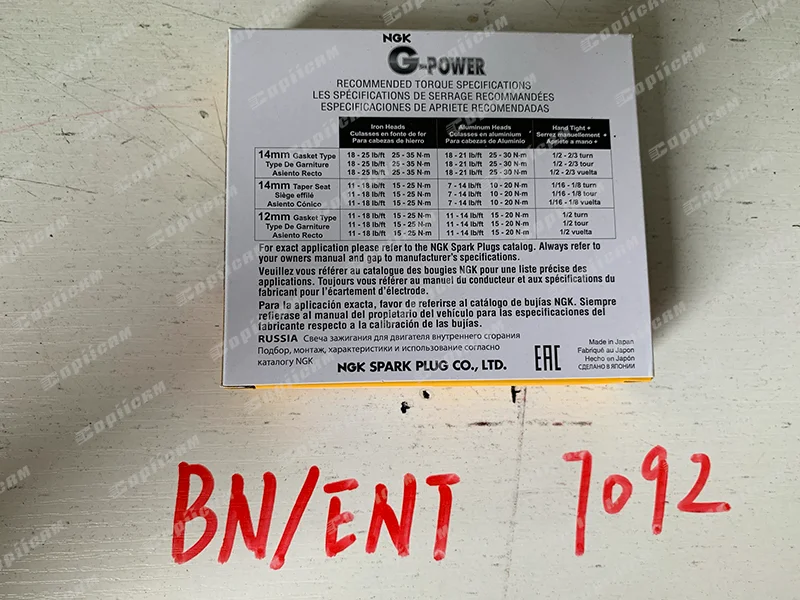 NGK
G-POWER
RECOMMENDED TORQUE SPECIFICATIONS
LES SPÉCIFICATIONS DE SERRAGE RECOMMANDÉES
ESPECIFICACIONES DE APRIETE RECOMENDADAS
Iron Heads Aluminum Heads Hand Tight +
Culasses en fonte de fer Culasses en aluminium Serrez manuellement +
Para cabezas de hierro Para cabezas de Aluminio Apriete a mano +
14mm Gasket Type 18 - 25 lb/ft 25 - 35 N-m 18 - 21 lb/ft 25 - 30 N-m 1/2 - 2/3 turn
Type De Garniture 18 - 25 lb/ft 25 - 35 N-m 18 - 21 lb/ft 25 - 30 N-m 1/2 - 2/3 tour
Asiento Recto 18 - 25 lb/ft 25 - 35 N-m 18 - 21 lb/ft 25 - 30 N-m 1/2 - 2/3 vuelta
14mm Taper Seat 11 - 18 lb/ft 15 - 25 N-m 7 - 14 lb/ft 10 - 20 N-m 1/16 - 1/8 turn
Siège effilé 11 - 18 lb/ft 15 - 25 N-m 7 - 14 lb/ft 10 - 20 N-m 1/16 - 1/8 tour
Asiento Cónico 11 - 18 lb/ft 15 - 25 N-m 7 - 14 lb/ft 10 - 20 N-m 1/16 - 1/8 vuelta
12mm Gasket Type 11 - 18 lb/ft 15 - 25 N-m 11 - 14 lb/ft 15 - 20 N-m 1/2 turn
Type De Garniture 11 - 18 lb/ft 15 - 25 N-m 11 - 14 lb/ft 15 - 20 N-m 1/2 tour
Asiento Recto 11 - 18 lb/ft 15 - 25 N-m 11 - 14 lb/ft 15 - 20 N-m 1/2 vuelta
For exact application please refer to the NGK Spark Plugs catalog. Always refer to
your owners manual and gap to manufacturer's specifications.
Veuillez vous référer au catalogue des bougies NGK pour une liste précise des
applications. Toujours vous référer au manuel du conducteur et aux spécifications du
fabricant pour l'écartement d'électrode.
Para la aplicación exacta, favor de referirse al catálogo de bujías NGK. Siempre
refierase al manual del propietario del vehículo para las especificaciones del
fabricante respecto a la calibración de las bujías.
RUSSIA Свеча зажигания для двигателя внутреннего сгорания
Подбор, монтаж, характеристики и использование согласно
каталогу NGK
NGK SPARK PLUG CO., LTD.
EAC
Made in Japan
Fabriqué au Japon
Hecho en Japón
СДЕЛАНО В ЯПОНИИ
BN/ENT 7092
Copiicam